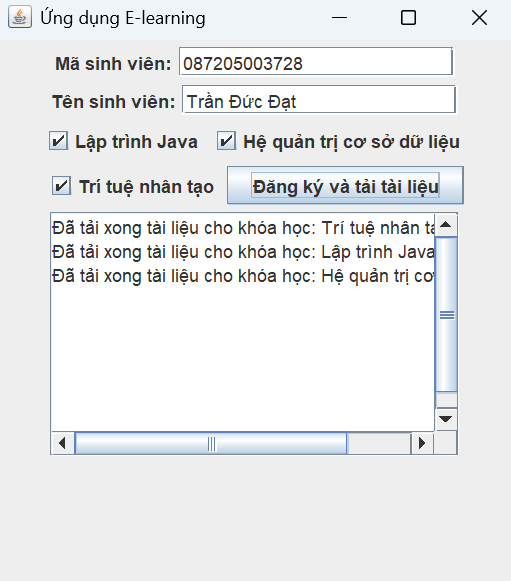 Ứng dụng E-learning
Mã sinh viên: 087205003728
Tên sinh viên: Trần Đức Đạt
Lập trình Java Hệ quản trị cơ sở dữ liệu
Trí tuệ nhân tạo Đăng ký và tải tài liệu
Đã tải xong tài liệu cho khóa học: Trí tuệ nhân
Đã tải xong tài liệu cho khóa học: Lập trình Java
Đã tải xong tài liệu cho khóa học: Hệ quản trị